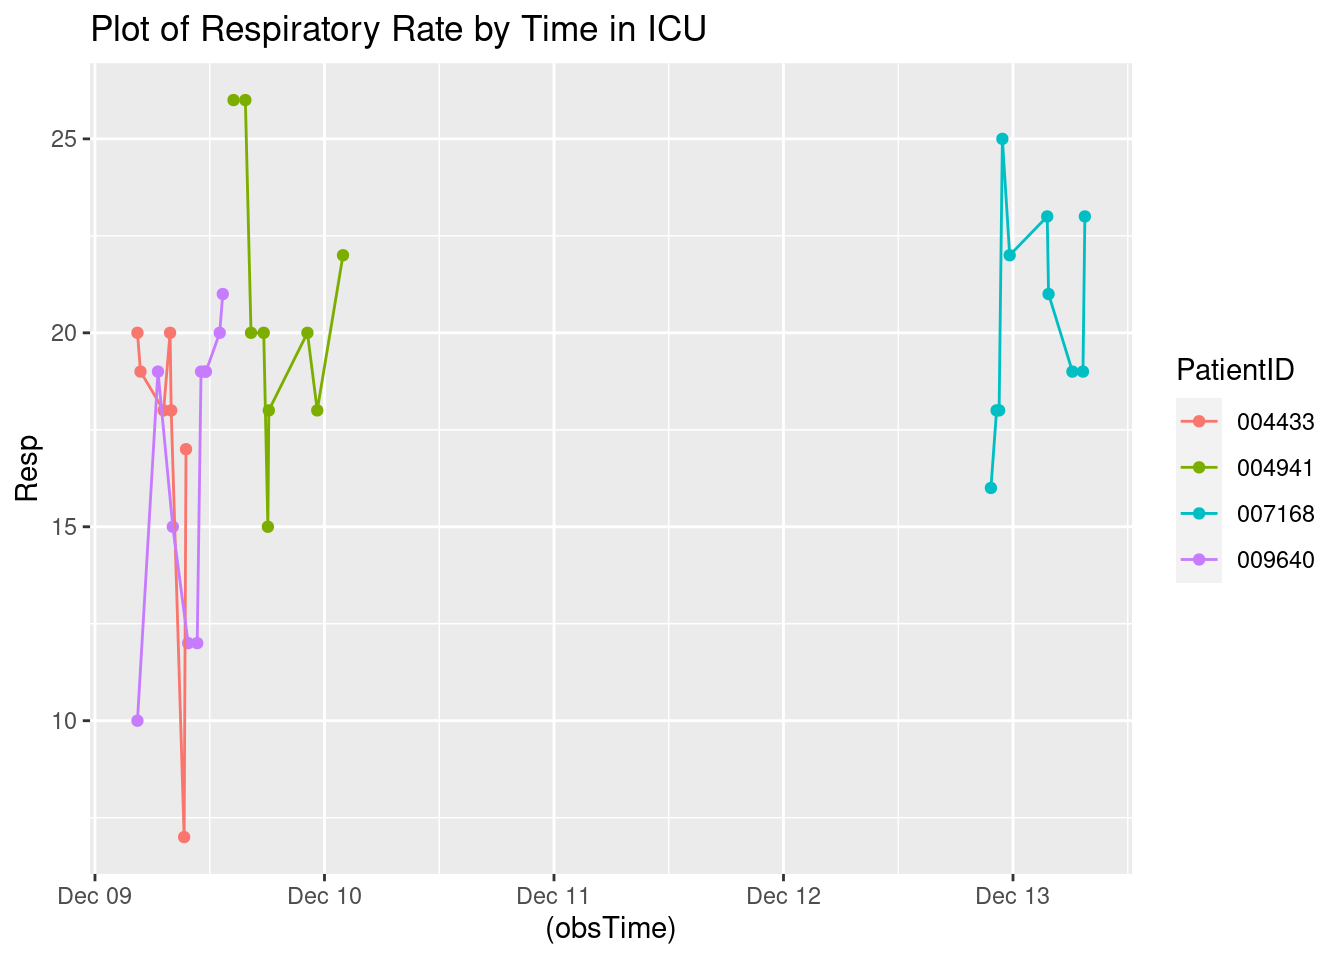 Plot of Respiratory Rate by Time in ICU
25
20
15
10
Resp
Dec 09 Dec 10 Dec 11 Dec 12 Dec 13
(obsTime)
PatientID
004433
004941
007168
009640